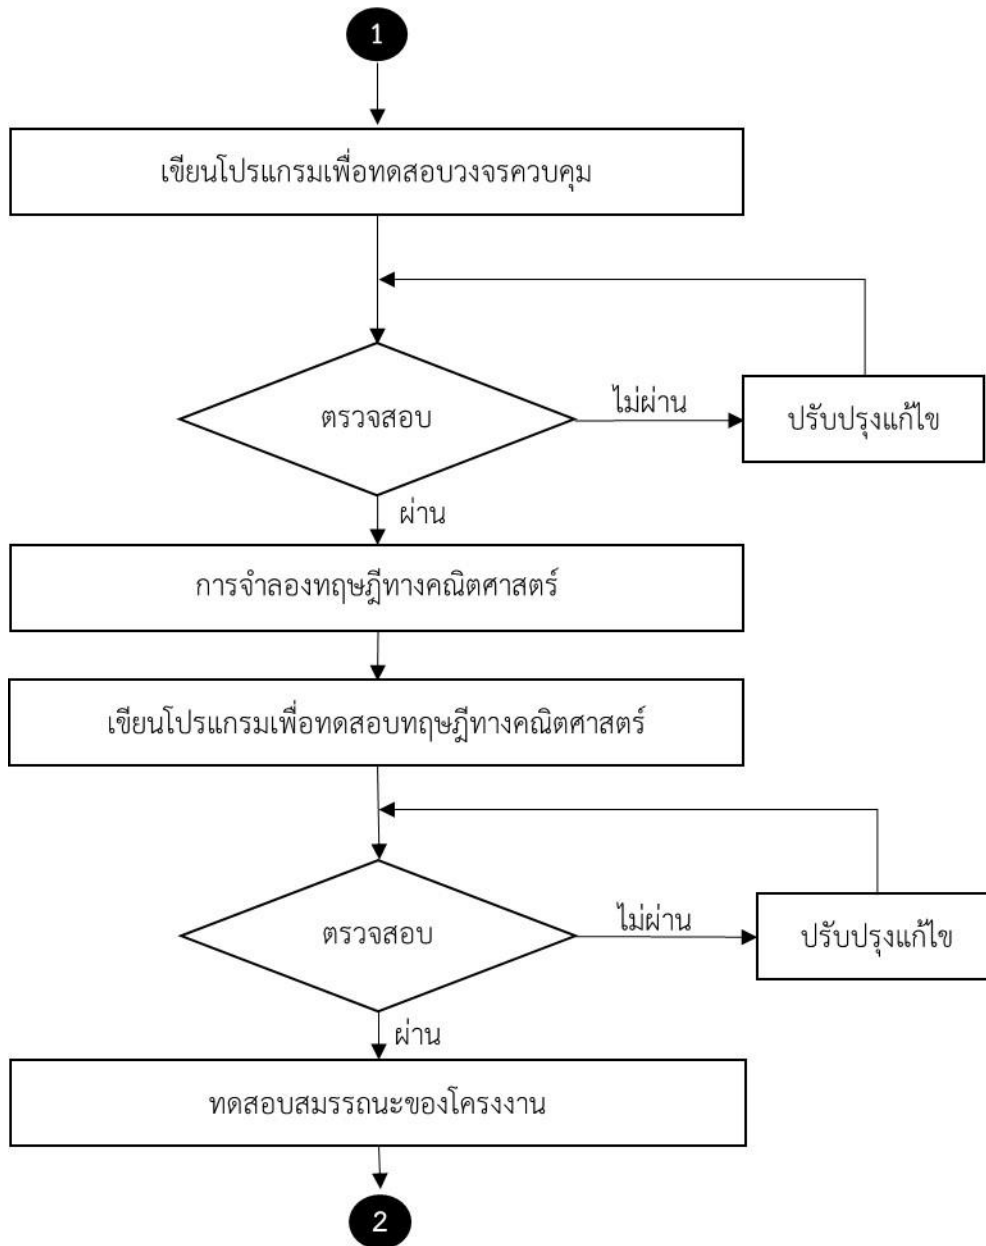 1
เขียนโปรแกรมเพื่อทดสอบวงจรควบคุม
ตรวจสอบ
ไม่ผ่าน
ปรับปรุงแก้ไข
ผ่าน
การจำลองทฤษฎีทางคณิตศาสตร์
เขียนโปรแกรมเพื่อทดสอบทฤษฎีทางคณิตศาสตร์
ตรวจสอบ
ไม่ผ่าน
ปรับปรุงแก้ไข
ผ่าน
ทดสอบสมรรถนะของโครงงาน
2